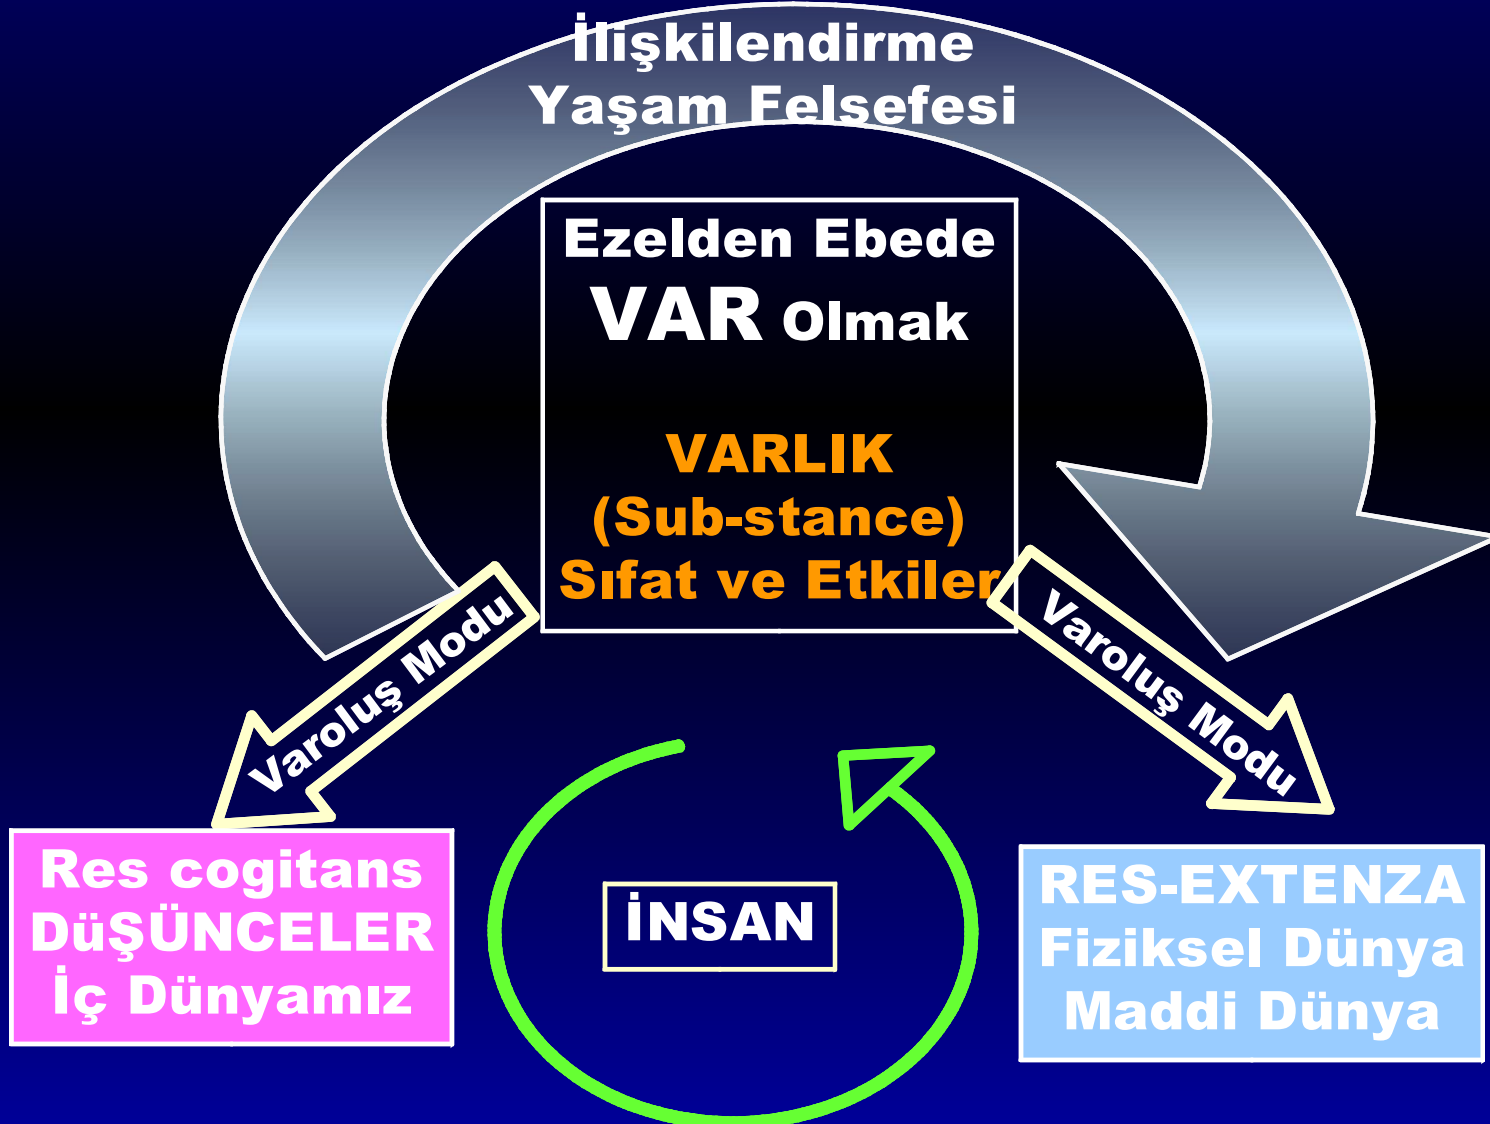 İlişkilendirme
Yaşam Felsefesi
Ezelden Ebede
VAR Olmak
VARLIK
(Sub-stance)
Sıfat ve Etkiler
Varoluş Modu
Varoluş Modu
Res cogitans
DüŞÜNCELER
İç Dünyamız
İNSAN
RES-EXTENZA
Fiziksel Dünya
Maddi Dünya